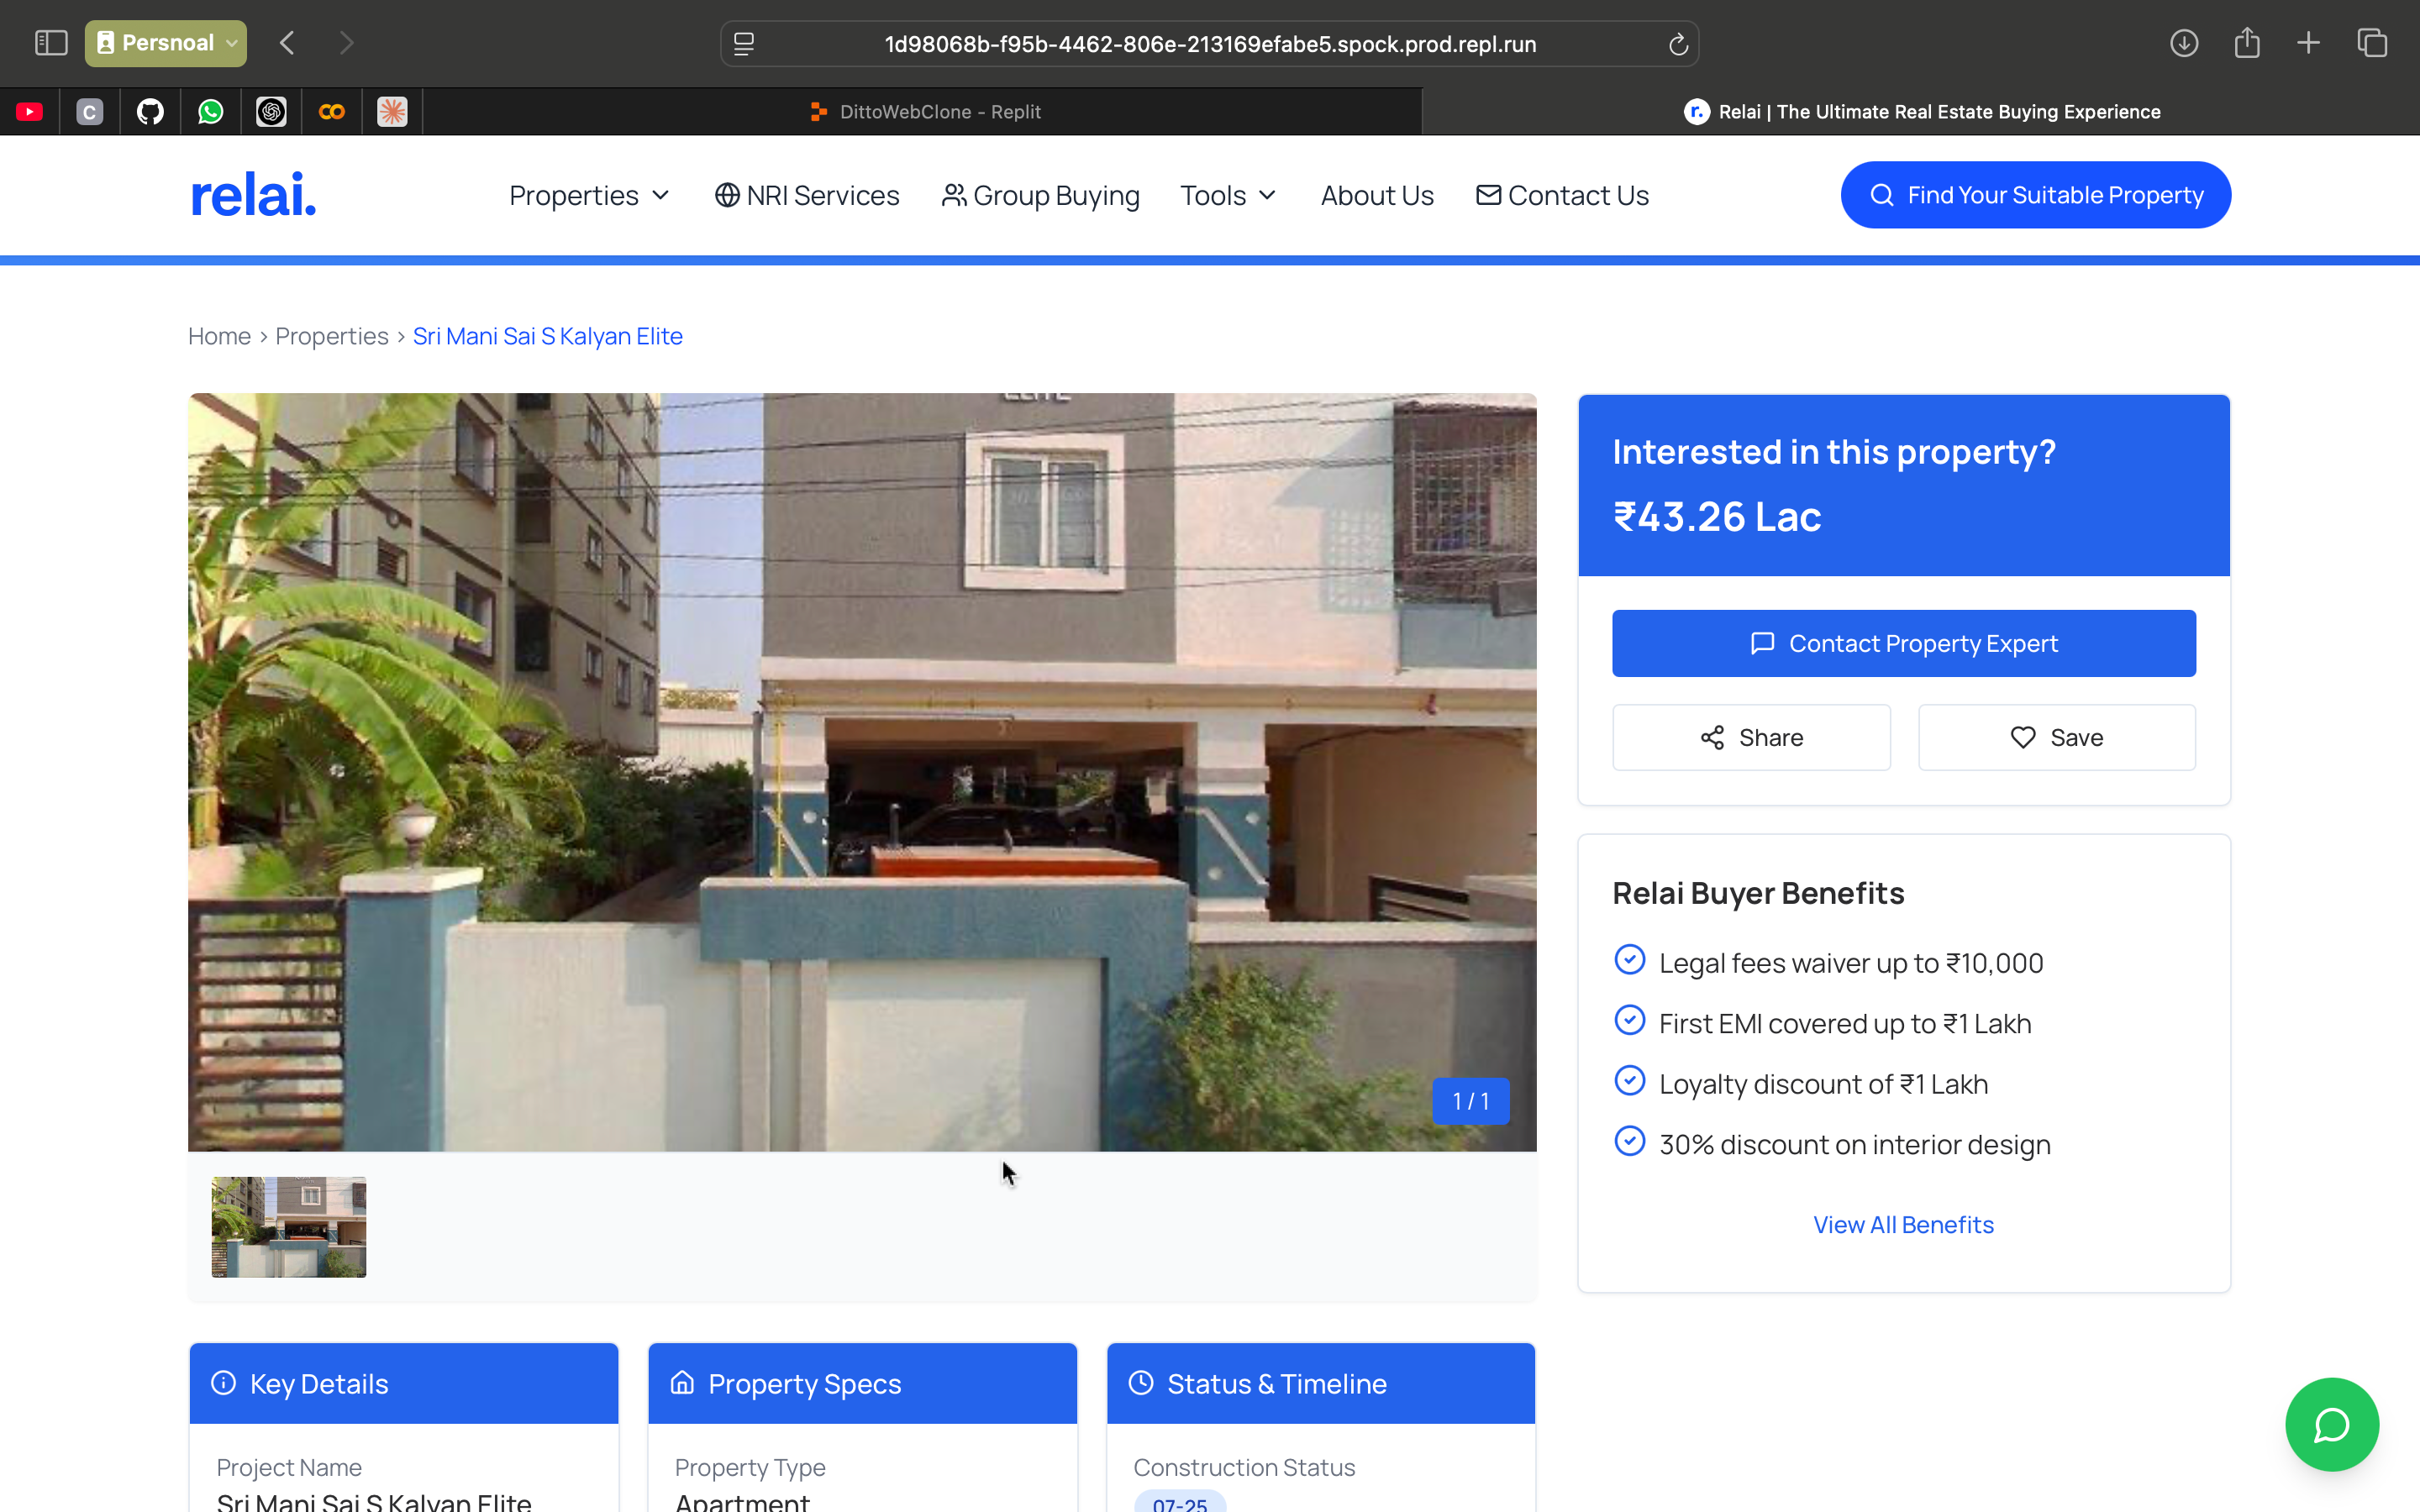 Persnoal
1d98068b-f95b-4462-806e-213169efabe5.spock.prod.repl.run
C
DittoWebClone - Replit
r. Relai | The Ultimate Real Estate Buying Experience
relai.
Properties
NRI Services
Group Buying
Tools
About Us
Contact Us
Find Your Suitable Property
Home > Properties > Sri Mani Sai S Kalyan Elite
ELITE
1 / 1
Interested in this property?
₹43.26 Lac
Contact Property Expert
Share
Save
Relai Buyer Benefits
Legal fees waiver up to ₹10,000
First EMI covered up to ₹1 Lakh
Loyalty discount of ₹1 Lakh
30% discount on interior design
View All Benefits
Key Details
Project Name
Sri Mani Sai S Kalyan Elite
Property Specs
Property Type
Apartment
Status & Timeline
Construction Status
07-25